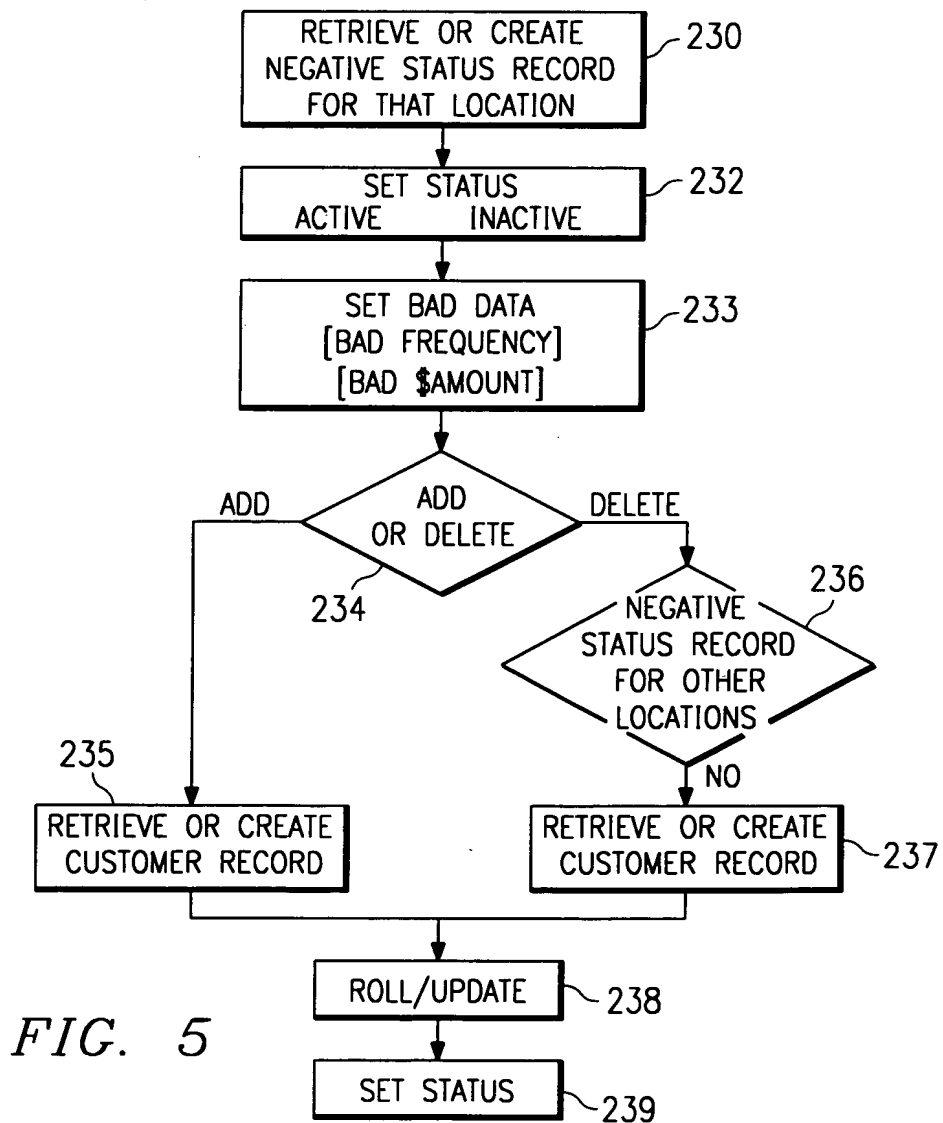 RETRIEVE OR CREATE
NEGATIVE STATUS RECORD
FOR THAT LOCATION
230
SET STATUS
ACTIVE INACTIVE
232
SET BAD DATA
[BAD FREQUENCY]
[BAD $AMOUNT]
233
ADD
ADD
OR DELETE
DELETE
234
NEGATIVE
STATUS RECORD
FOR OTHER
LOCATIONS
236
NO
235
RETRIEVE OR CREATE
CUSTOMER RECORD
RETRIEVE OR CREATE
CUSTOMER RECORD
237
ROLL/UPDATE
238
SET STATUS
239
FIG. 5